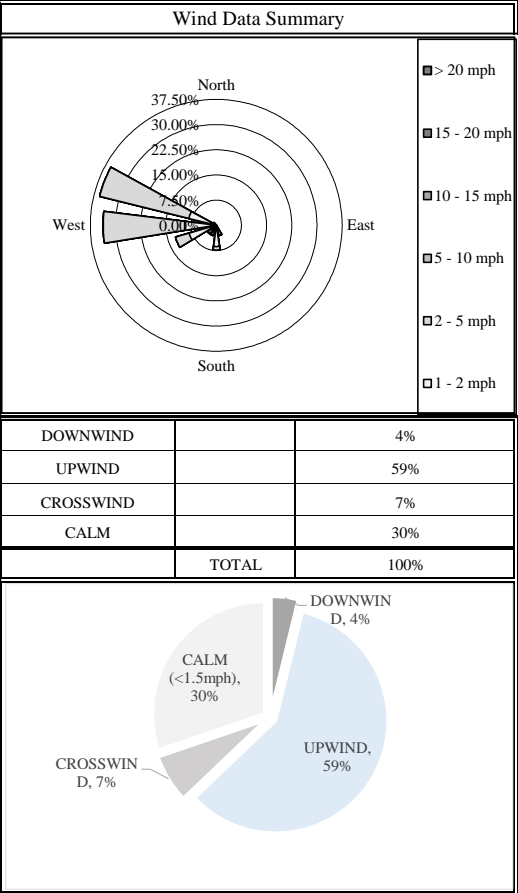 Wind Data Summary
North
37.50%
30.00%
22.50%
15.00%
7.50%
0.00%
West
East
South
> 20 mph
15 - 20 mph
10 - 15 mph
5 - 10 mph
2 - 5 mph
1 - 2 mph
DOWNWIND 4%
UPWIND 59%
CROSSWIND 7%
CALM 30%
TOTAL 100%
DOWNWIN
D, 4%
CALM
(<1.5mph),
30%
UPWIND,
59%
CROSSWIN
D, 7%